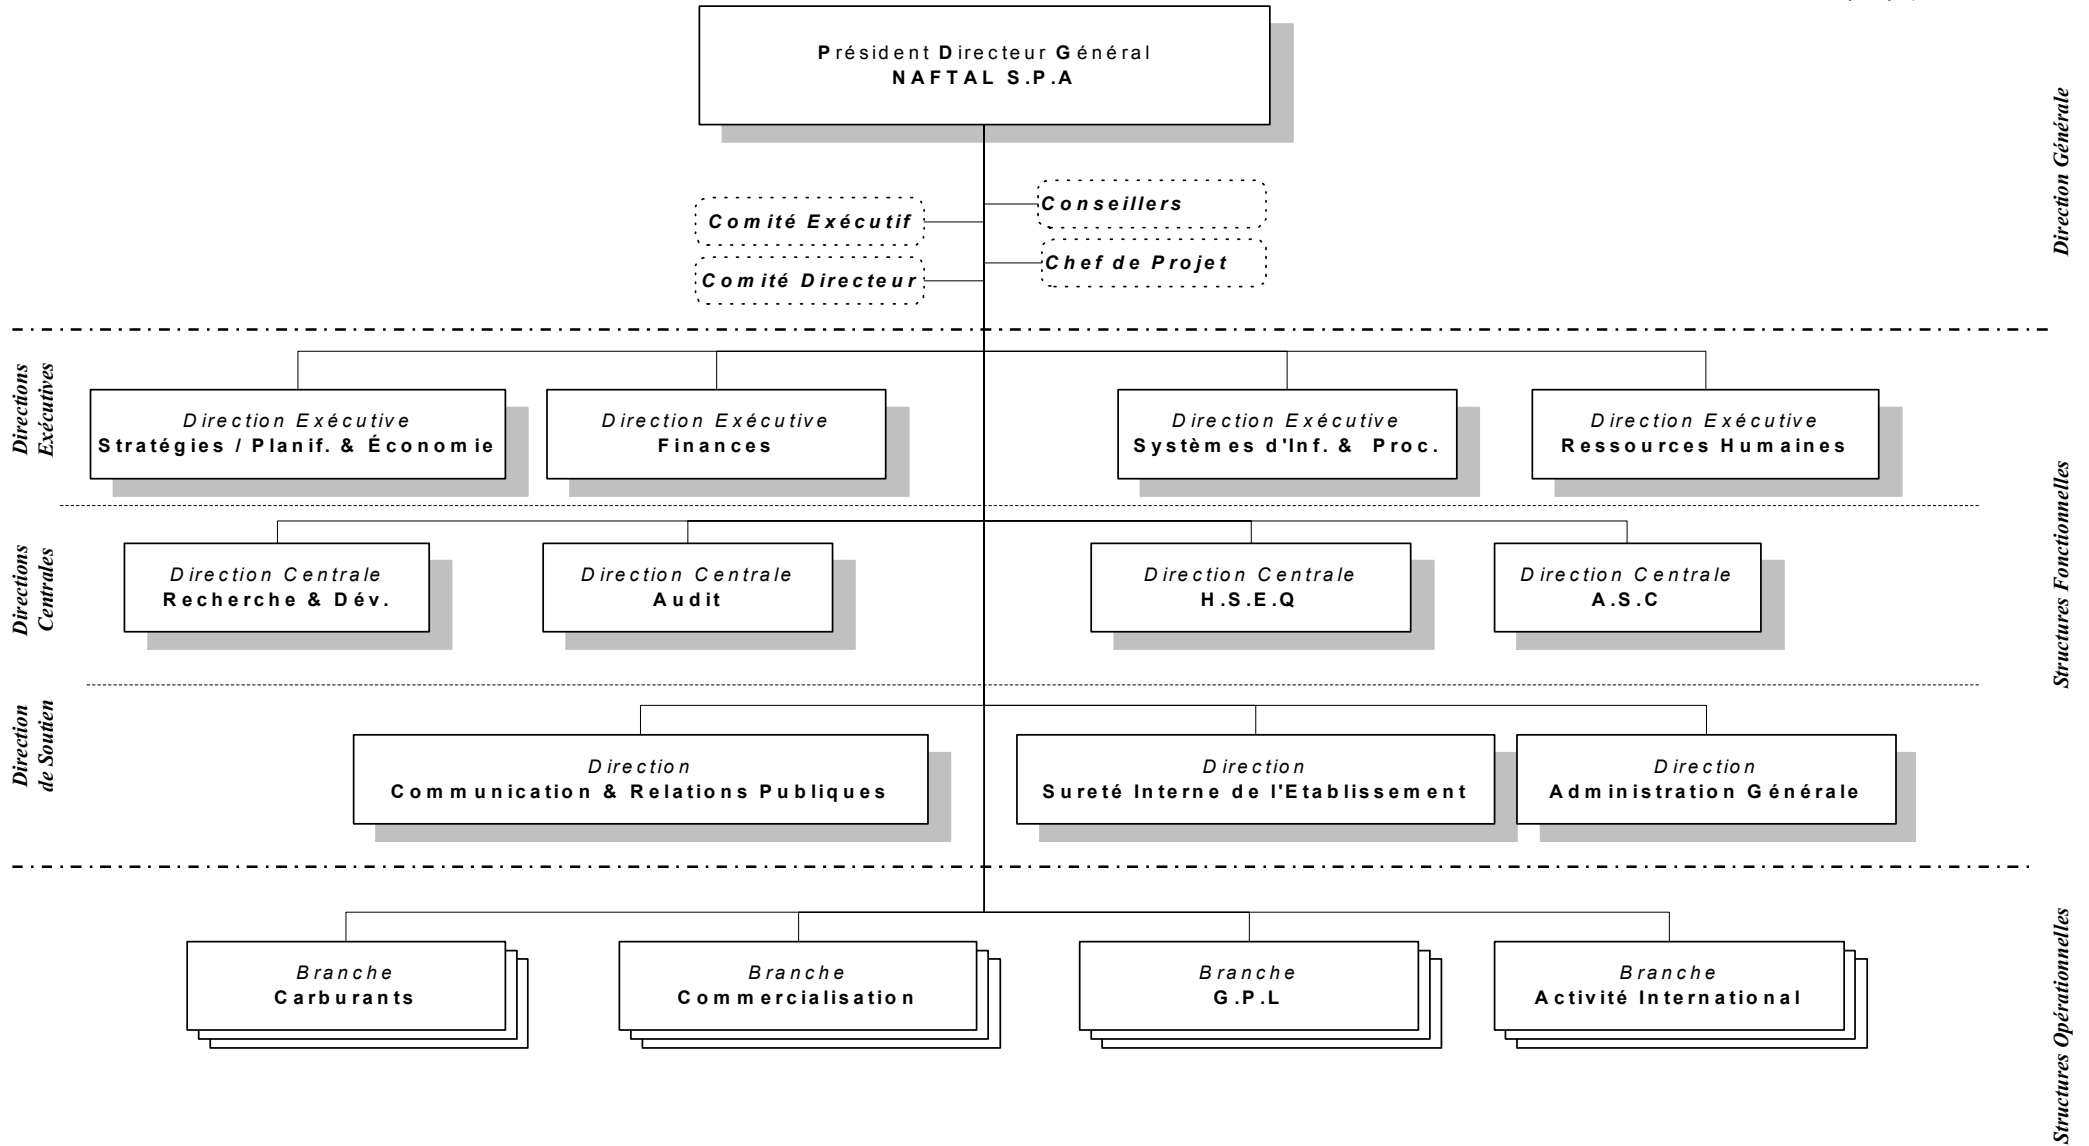 Président Directeur Général
NAFTAL S.P.A
Direction Générale
Conseillers
Comité Exécutif
Chef de Projet
Comité Directeur
Directions
Exécutives
Direction Exécutive
Stratégies / Planif. & Économie
Direction Exécutive
Finances
Direction Exécutive
Systèmes d'Inf. & Proc.
Direction Exécutive
Ressources Humaines
Structures Fonctionnelles
Directions
Centrales
Direction Centrale
Recherche & Dév.
Direction Centrale
Audit
Direction Centrale
H.S.E.Q
Direction Centrale
A.S.C
Direction
de Soutien
Direction
Communication & Relations Publiques
Direction
Sureté Interne de l'Etablissement
Direction
Administration Générale
Branche
Carburants
Branche
Commercialisation
Branche
G.P.L
Branche
Activité International
Structures Opérationnelles